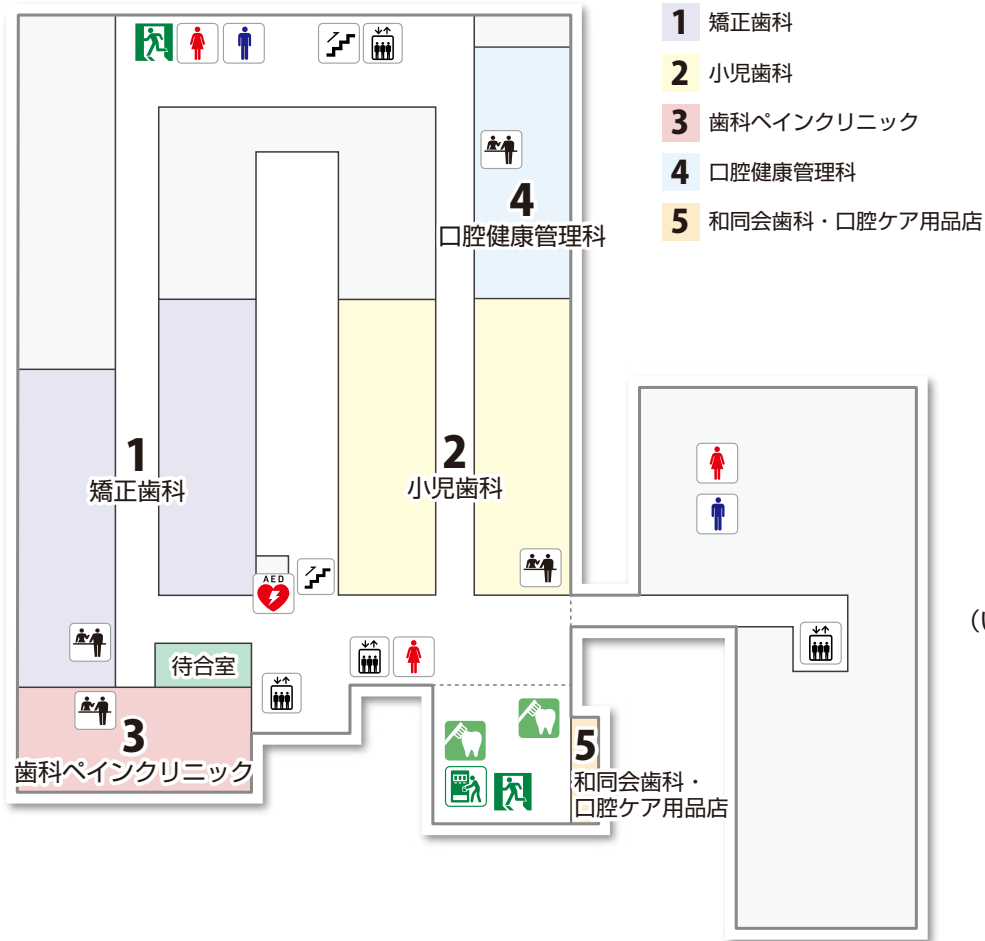 1 矯正歯科
2 小児歯科
3 歯科ペインクリニック
4 口腔健康管理科
5 和同会歯科・口腔ケア用品店
4
口腔健康管理科
1
矯正歯科
2
小児歯科
AED
待合室
3
歯科ペインクリニック
5
和同会歯科・
口腔ケア用品店